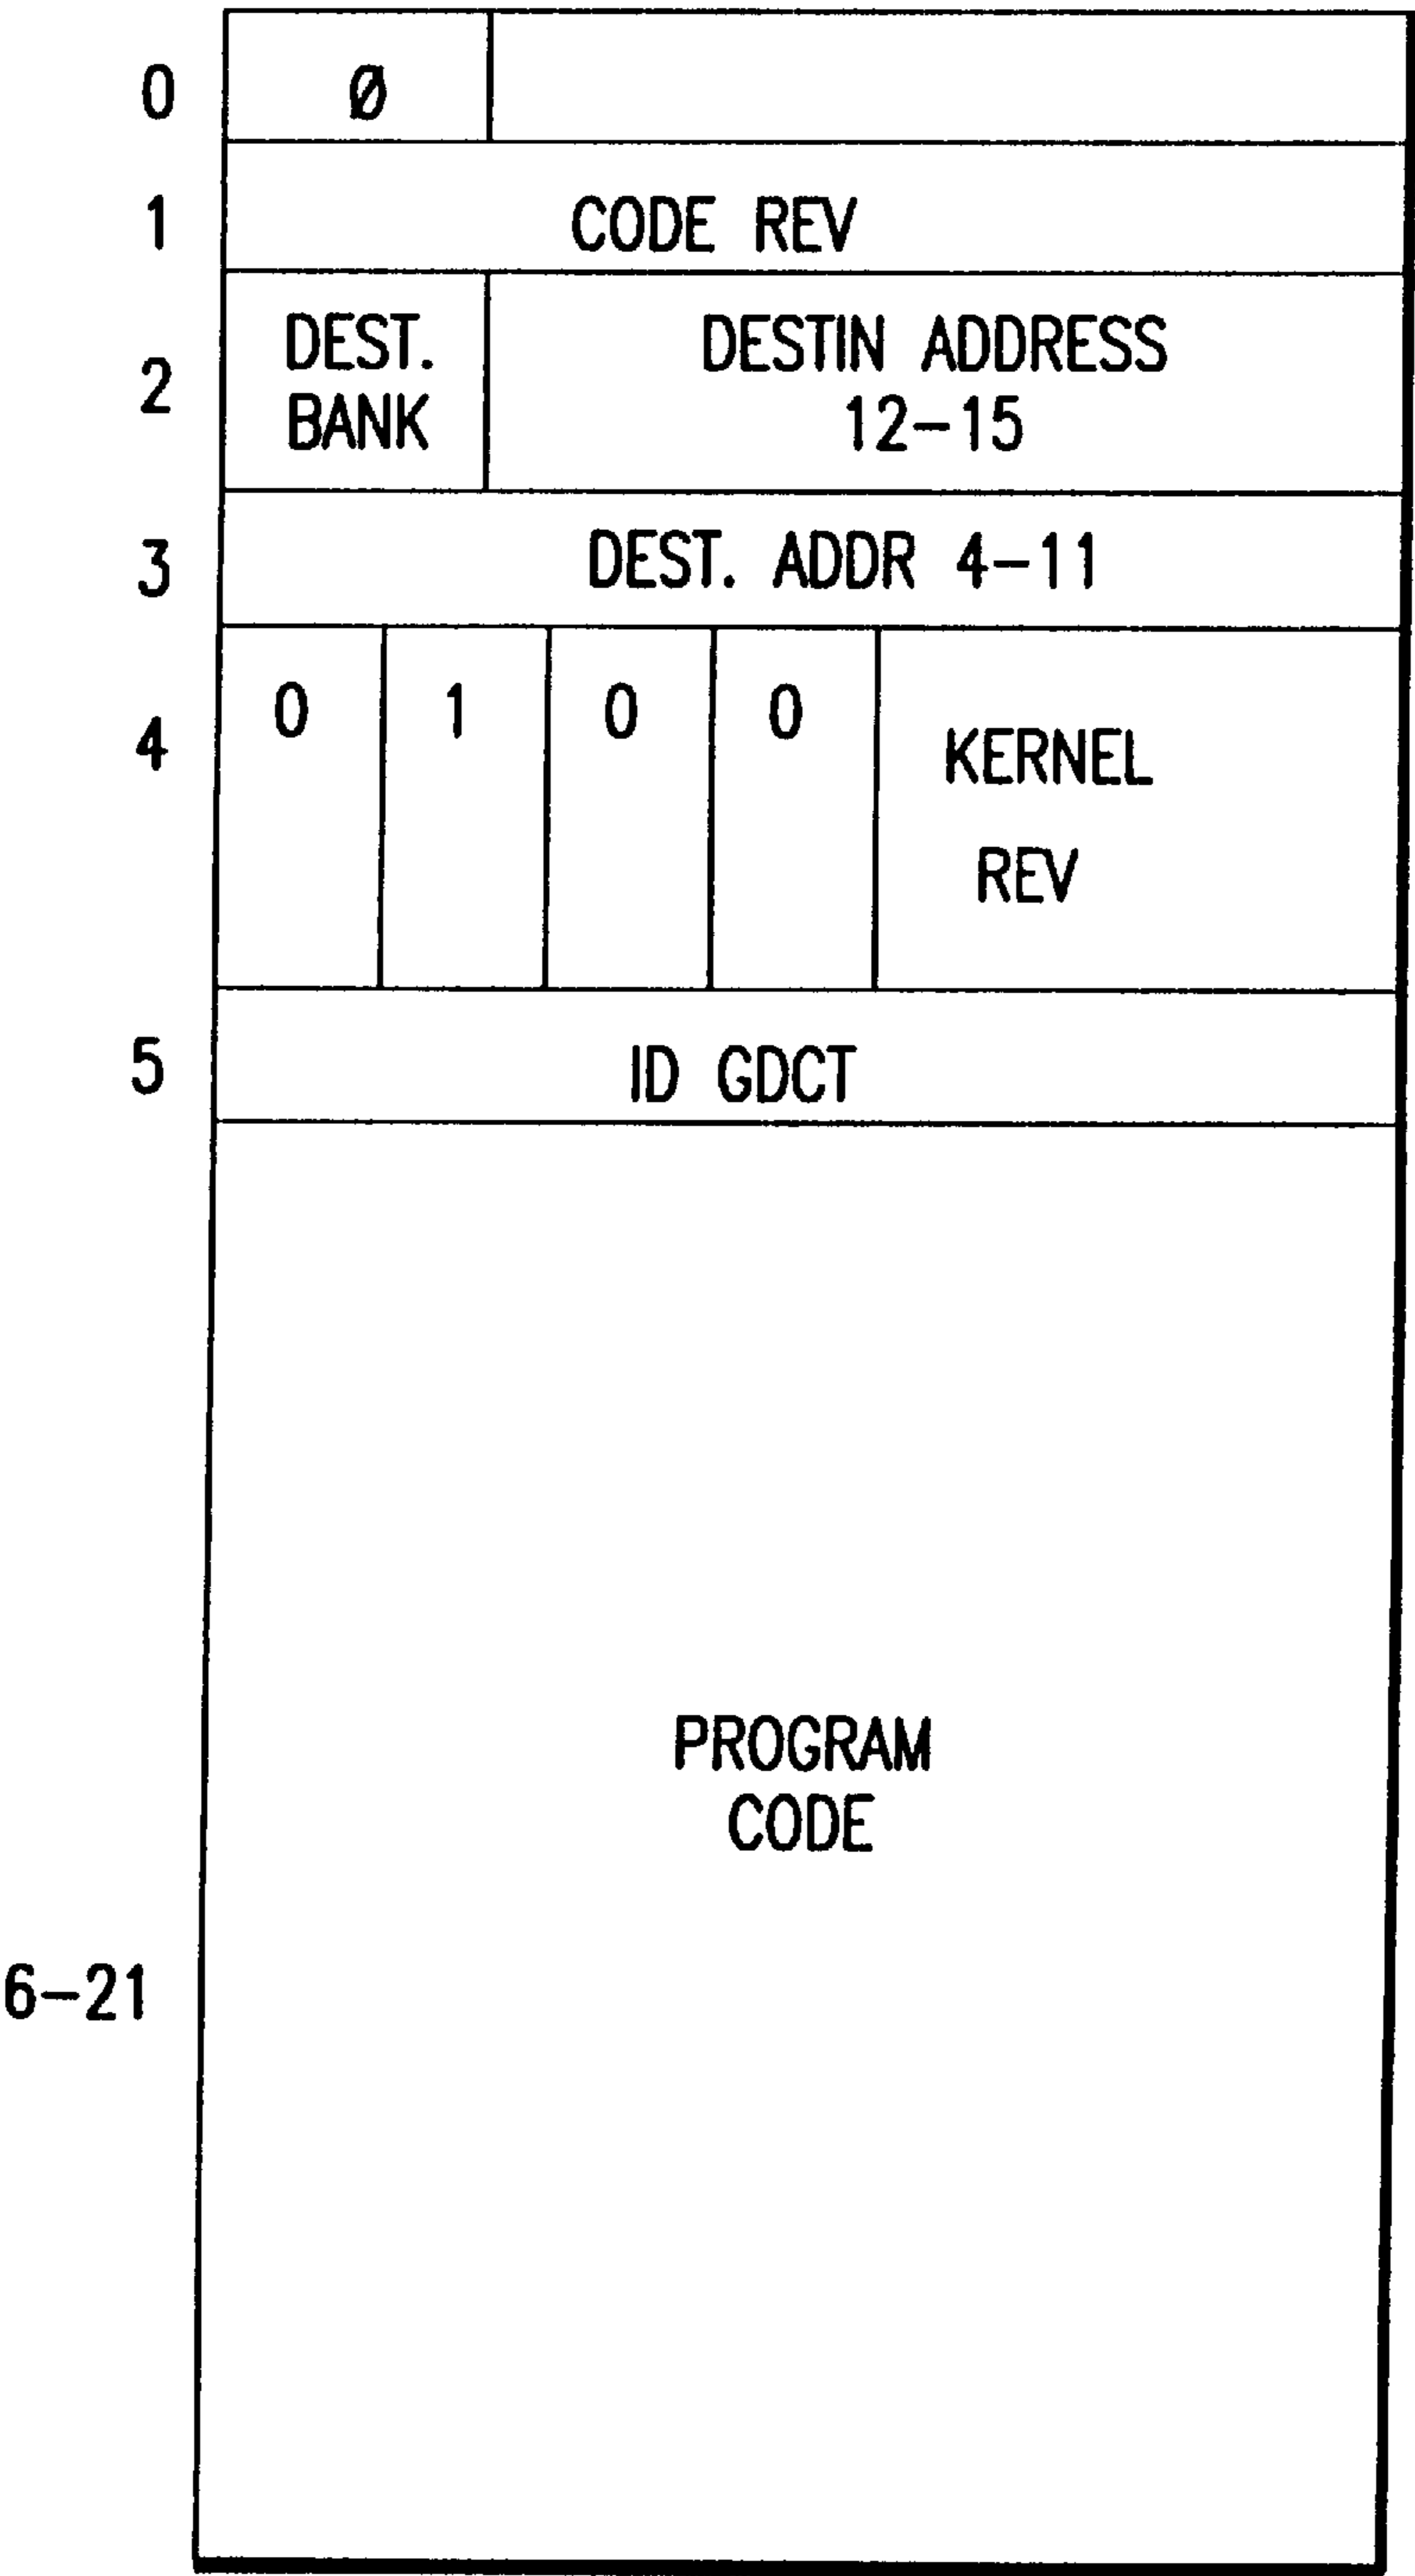 0 Ø
1 CODE REV
2 DEST. BANK DESTIN ADDRESS 12-15
3 DEST. ADDR 4-11
4 0 1 0 0 KERNEL REV
5 ID GDCT
PROGRAM
CODE
6-21